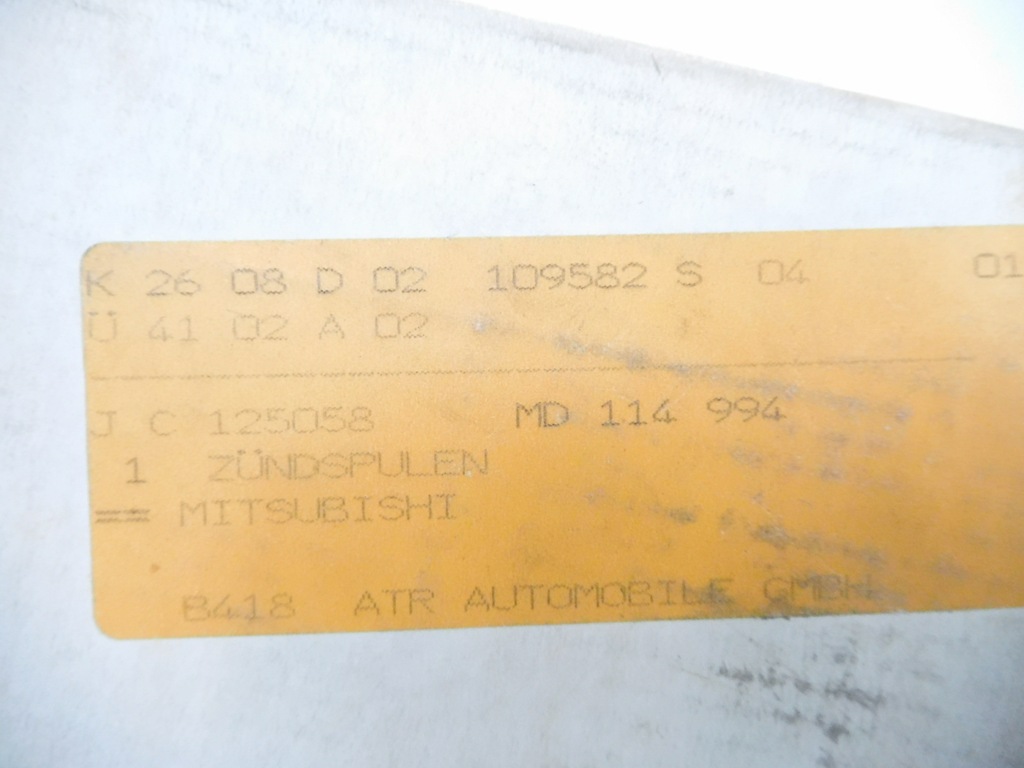 K 26 08 D 02 109582 S 04 01
Ü 41 02 A 02
J C 125058 MD 114 994
1 ZÜNDSPULEN
== MITSUBISHI
B418 ATR AUTOMOBILE GMBH